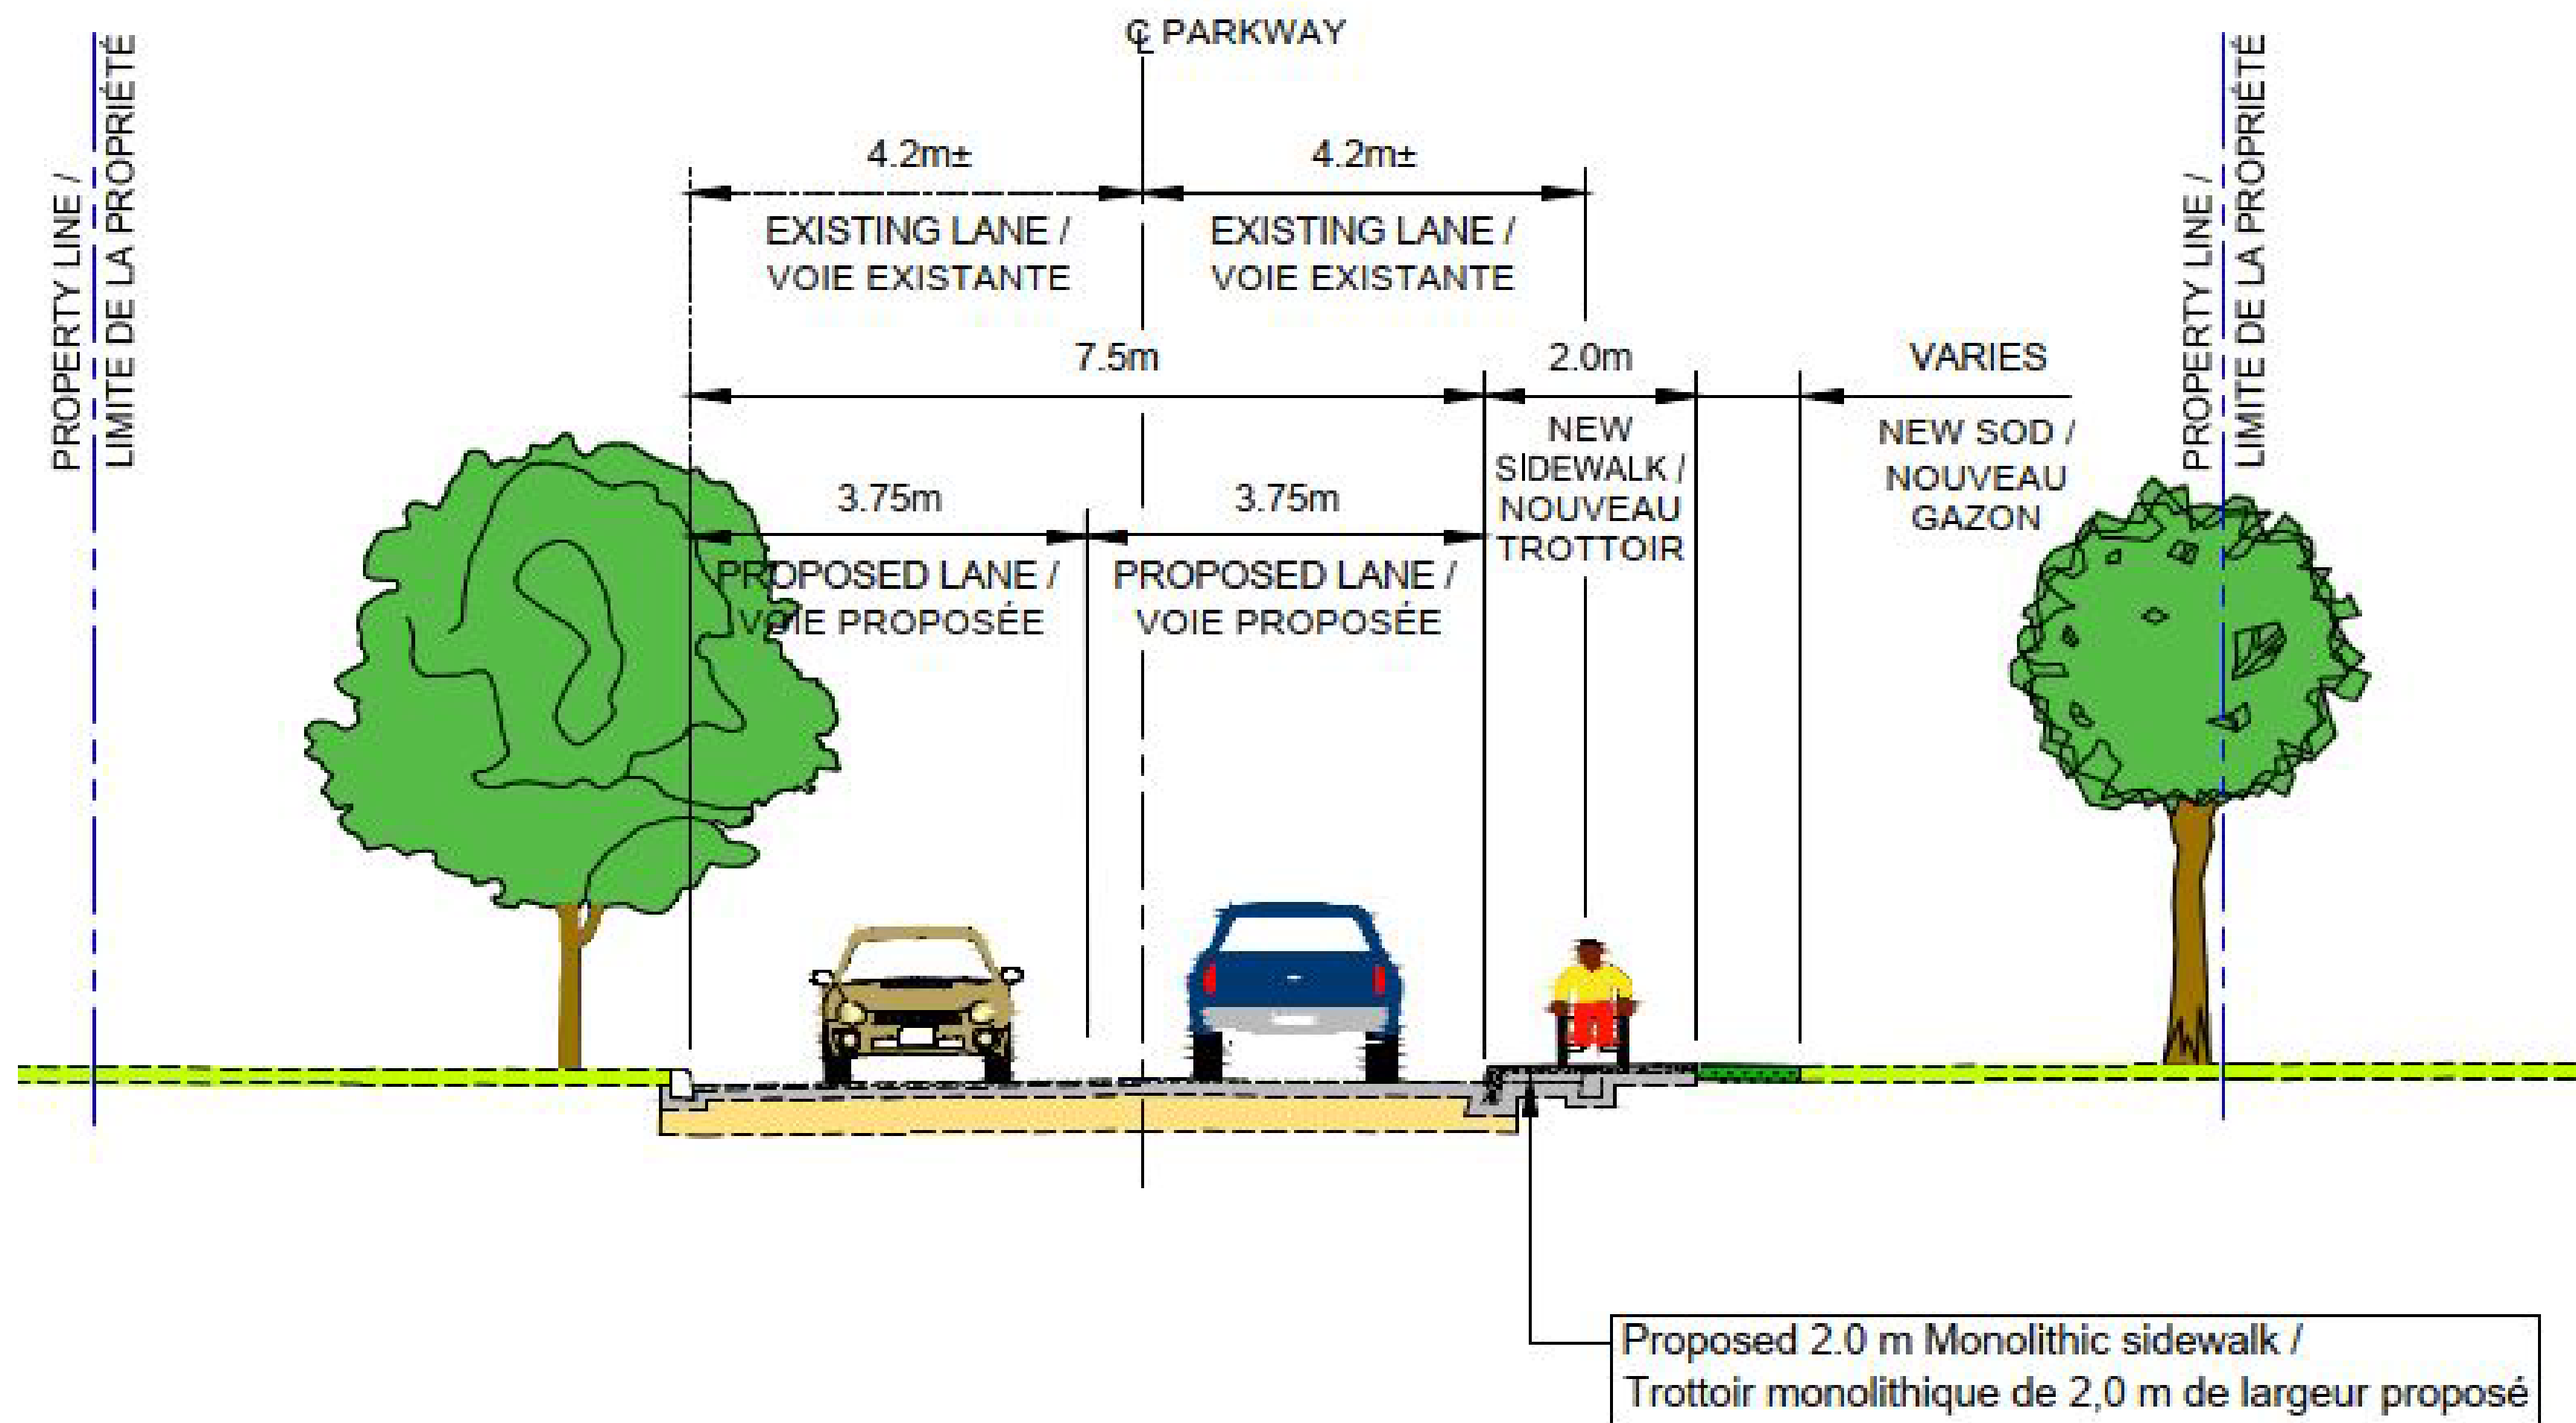 ℄ PARKWAY
PROPERTY LINE /
LIMITE DE LA PROPRIÉTÉ
PROPERTY LINE /
LIMITE DE LA PROPRIÉTÉ
4.2m±
4.2m±
EXISTING LANE /
VOIE EXISTANTE
EXISTING LANE /
VOIE EXISTANTE
7.5m
2.0m
VARIES
NEW
SIDEWALK /
NOUVEAU
TROTTOIR
NEW SOD /
NOUVEAU
GAZON
3.75m
3.75m
PROPOSED LANE /
VOIE PROPOSÉE
PROPOSED LANE /
VOIE PROPOSÉE
Proposed 2.0 m Monolithic sidewalk /
Trottoir monolithique de 2,0 m de largeur proposé